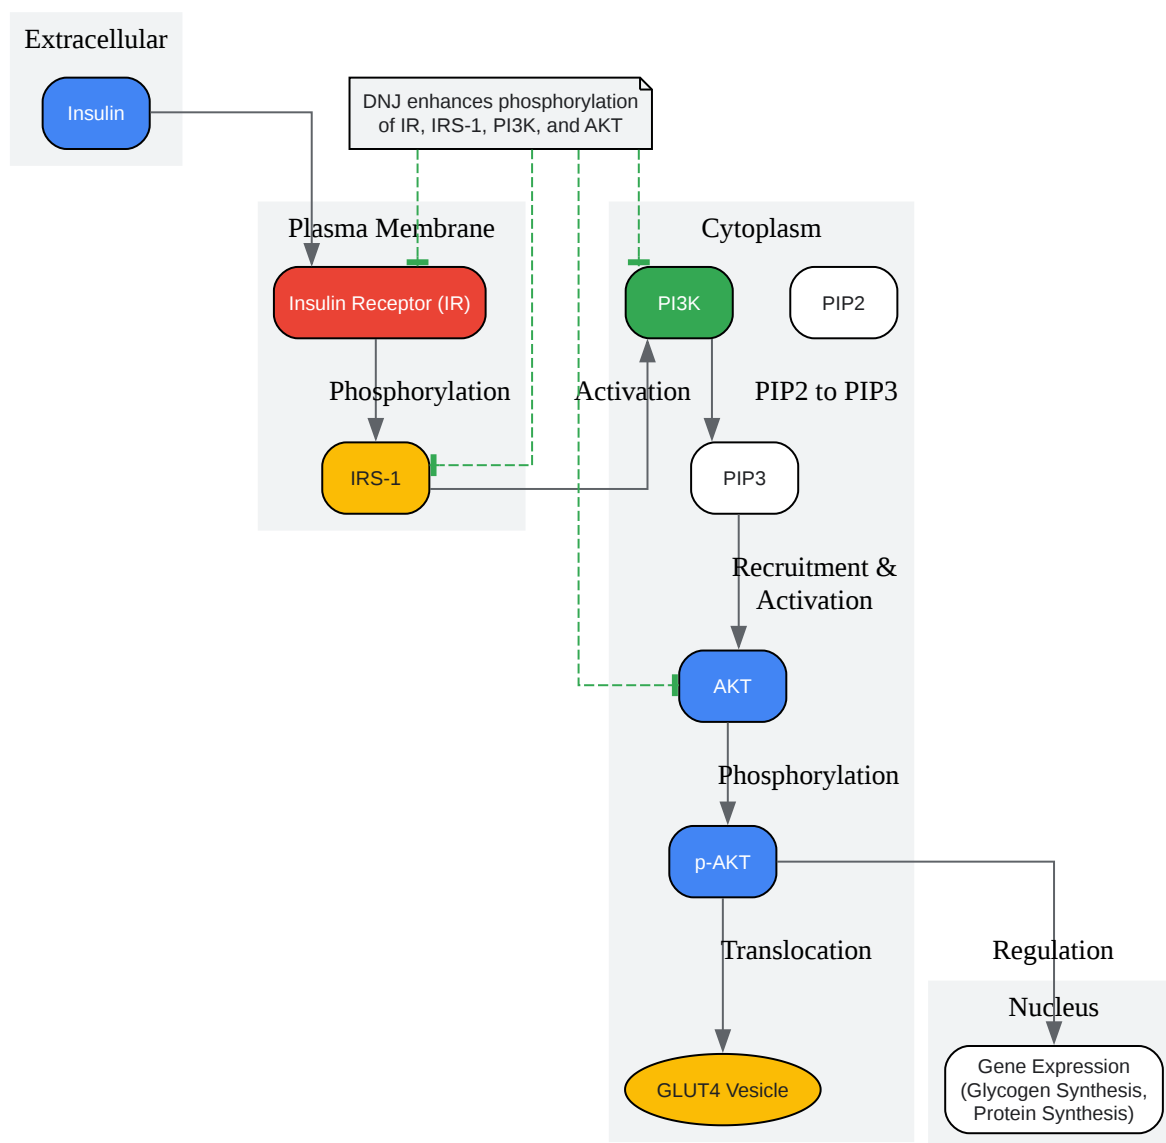 Extracellular
Insulin
DNJ enhances phosphorylation
of IR, IRS-1, PI3K, and AKT
Plasma Membrane
Cytoplasm
Insulin Receptor (IR)
PI3K
PIP2
Phosphorylation
Activation
PIP2 to PIP3
IRS-1
PIP3
Recruitment &
Activation
AKT
Phosphorylation
p-AKT
Translocation
Regulation
Nucleus
GLUT4 Vesicle
Gene Expression
(Glycogen Synthesis,
Protein Synthesis)